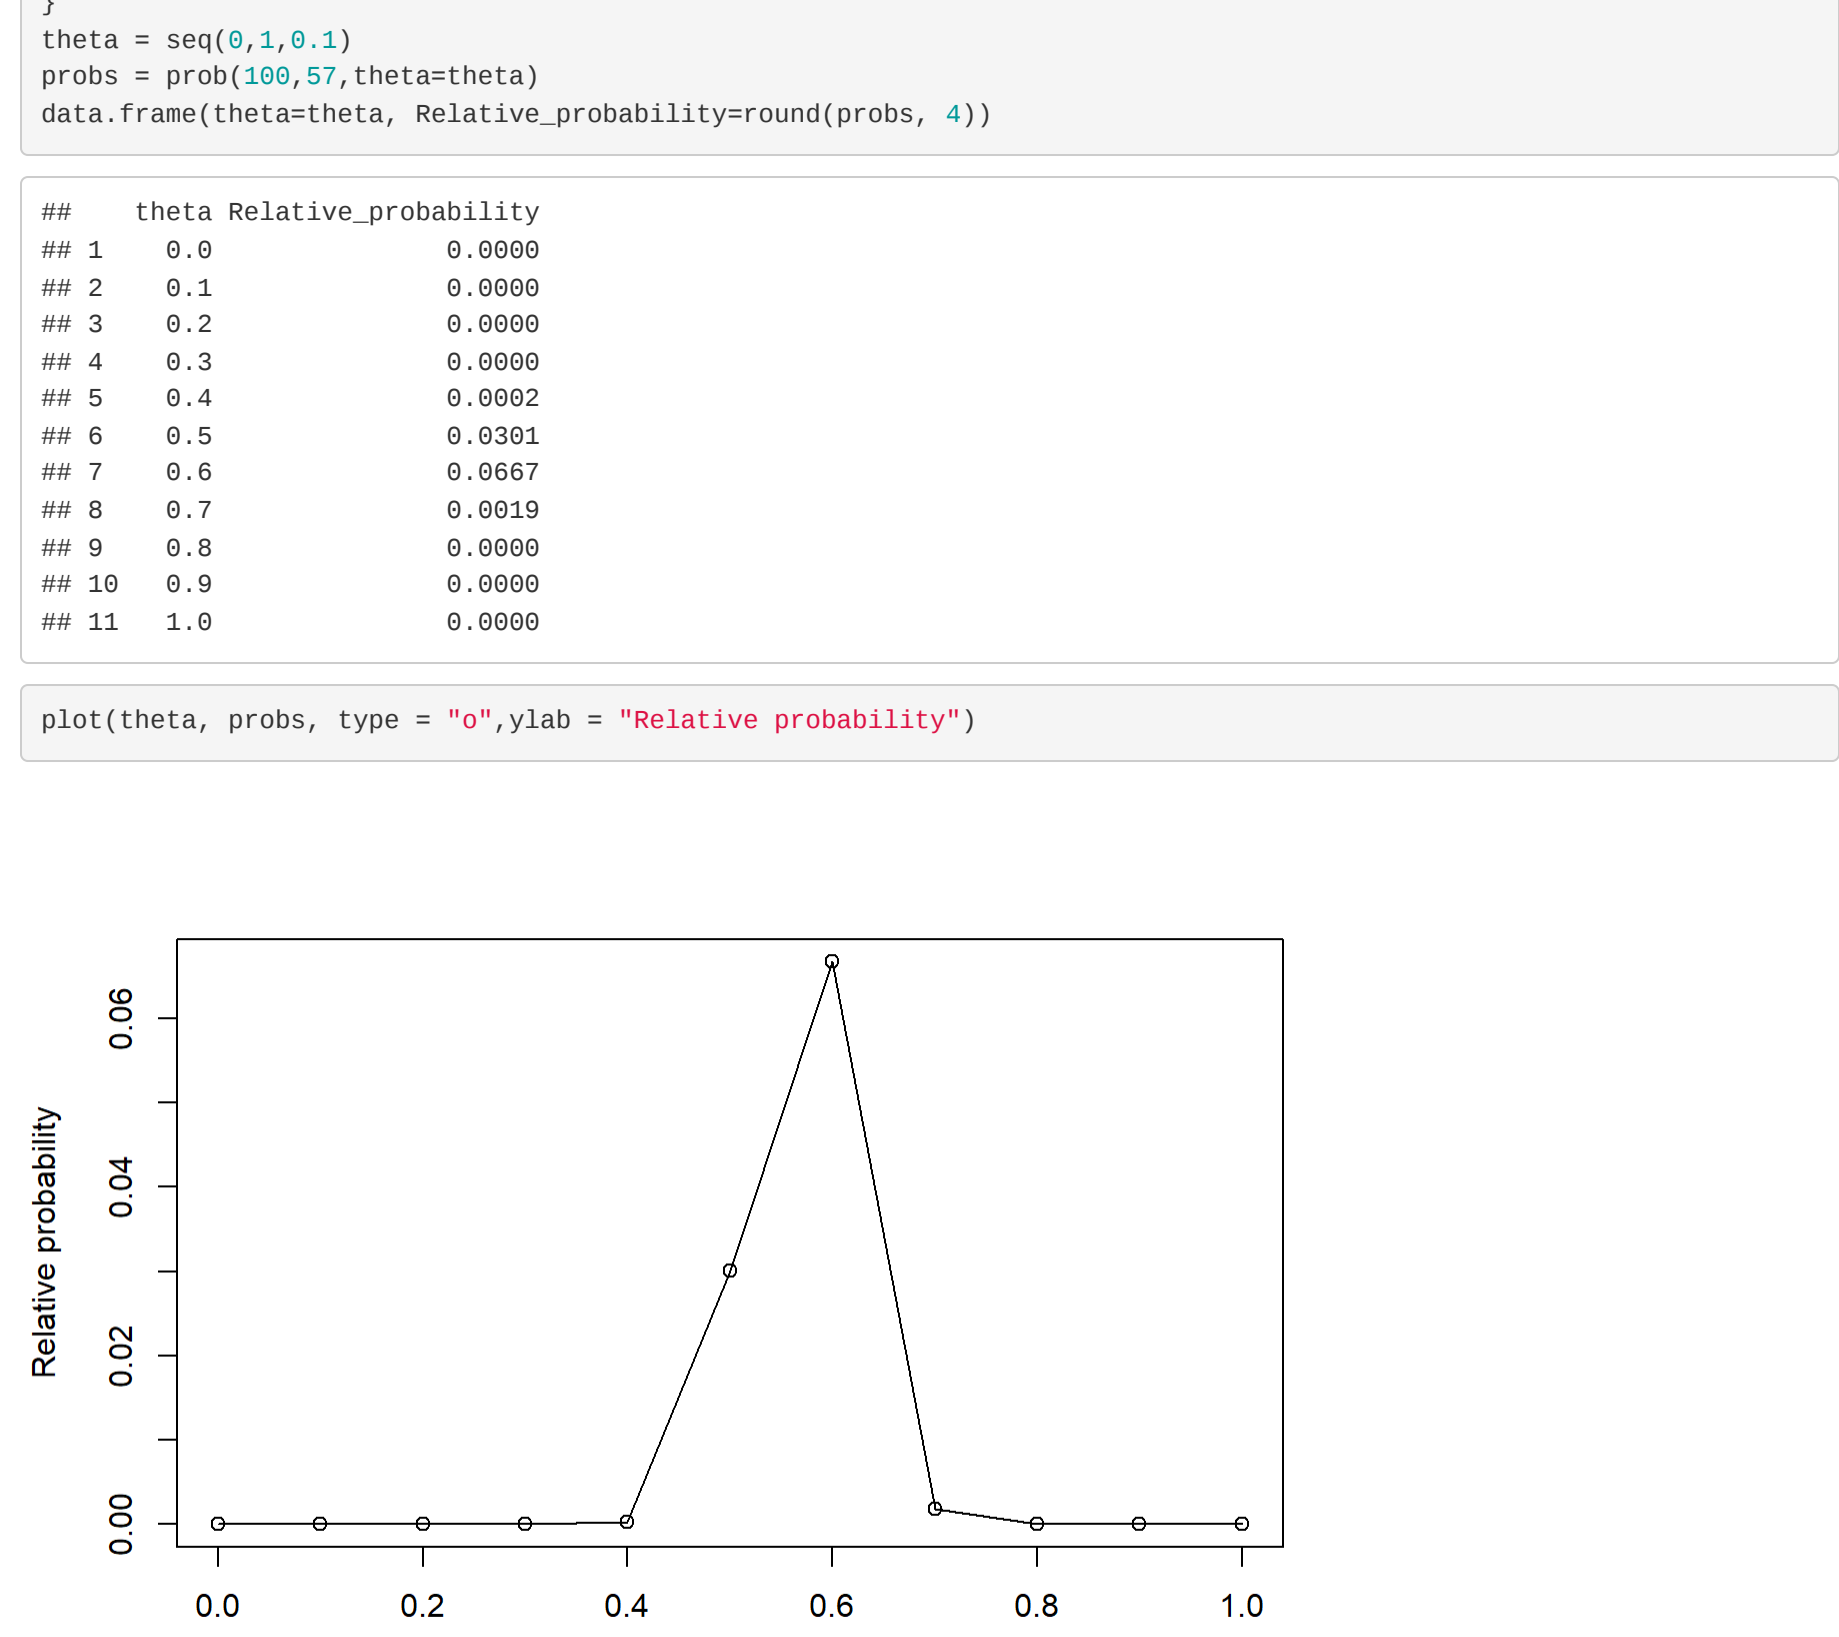 }
theta = seq(0,1,0.1)
probs = prob(100,57,theta=theta)
data.frame(theta=theta, Relative_probability=round(probs, 4))
##    theta Relative_probability
## 1    0.0               0.0000
## 2    0.1               0.0000
## 3    0.2               0.0000
## 4    0.3               0.0000
## 5    0.4               0.0002
## 6    0.5               0.0301
## 7    0.6               0.0667
## 8    0.7               0.0019
## 9    0.8               0.0000
## 10   0.9               0.0000
## 11   1.0               0.0000
plot(theta, probs, type = "o",ylab = "Relative probability")
Relative probability
0.06
0.04
0.02
0.00
0.0 0.2 0.4 0.6 0.8 1.0